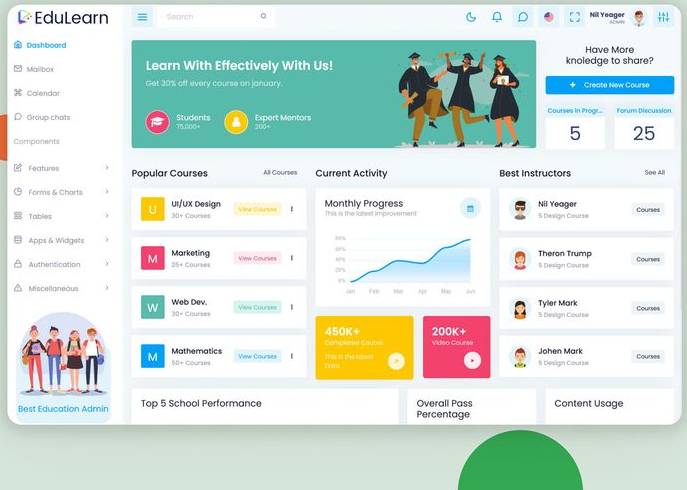 EduLearn
Search
Nil Yeager
ADMIN
Dashboard
Mailbox
Calendar
Group chats
Components
Features
Forms & Charts
Tables
Apps & Widgets
Authentication
Miscellaneous
Best Education Admin
Learn With Effectively With Us!
Get 30% off every course on january.
Students
75,000+
Expert Mentors
200+
Have More
knoledge to share?
+ Create New Course
Courses in Progr...
5
Forum Discussion
25
Popular Courses
All Courses
U
UI/UX Design
30+ Courses
View Courses
M
Marketing
25+ Courses
View Courses
W
Web Dev.
30+ Courses
View Courses
M
Mathematics
50+ Courses
View Courses
Current Activity
Monthly Progress
This is the latest Improvement
80%
60%
40%
20%
0%
Jan Feb Mar Apr May Jun
450K+
Completed Course
This is the latest
Data
200K+
Video Course
Best Instructors
See All
Nil Yeager
5 Design Course
Courses
Theron Trump
5 Design Course
Courses
Tyler Mark
5 Design Course
Courses
Johen Mark
5 Design Course
Courses
Top 5 School Performance
Overall Pass
Percentage
Content Usage